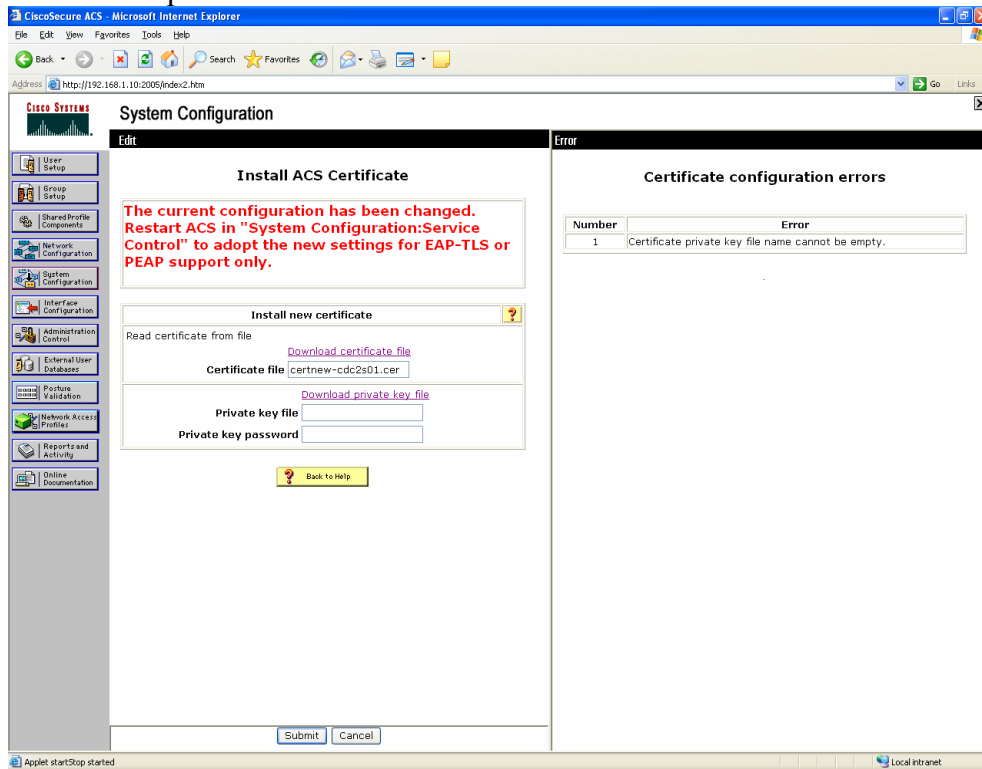 CiscoSecure ACS - Microsoft Internet Explorer
File Edit View Favorites Tools Help
Back Search Favorites
Address http://192.168.1.10:2005/index2.htm Go Links
CISCO SYSTEMS
System Configuration
Edit
Error
User Setup
Group Setup
Shared Profile Components
Network Configuration
System Configuration
Interface Configuration
Administration Control
External User Databases
Posture Validation
Network Access Profiles
Reports and Activity
Online Documentation
Install ACS Certificate
The current configuration has been changed.
Restart ACS in "System Configuration:Service
Control" to adopt the new settings for EAP-TLS or
PEAP support only.
Install new certificate
Read certificate from file
Download certificate file
Certificate file certnew-cdc2s01.cer
Download private key file
Private key file
Private key password
Back to Help
Submit Cancel
Certificate configuration errors
Number Error
1 Certificate private key file name cannot be empty.
Applet startStop started Local intranet